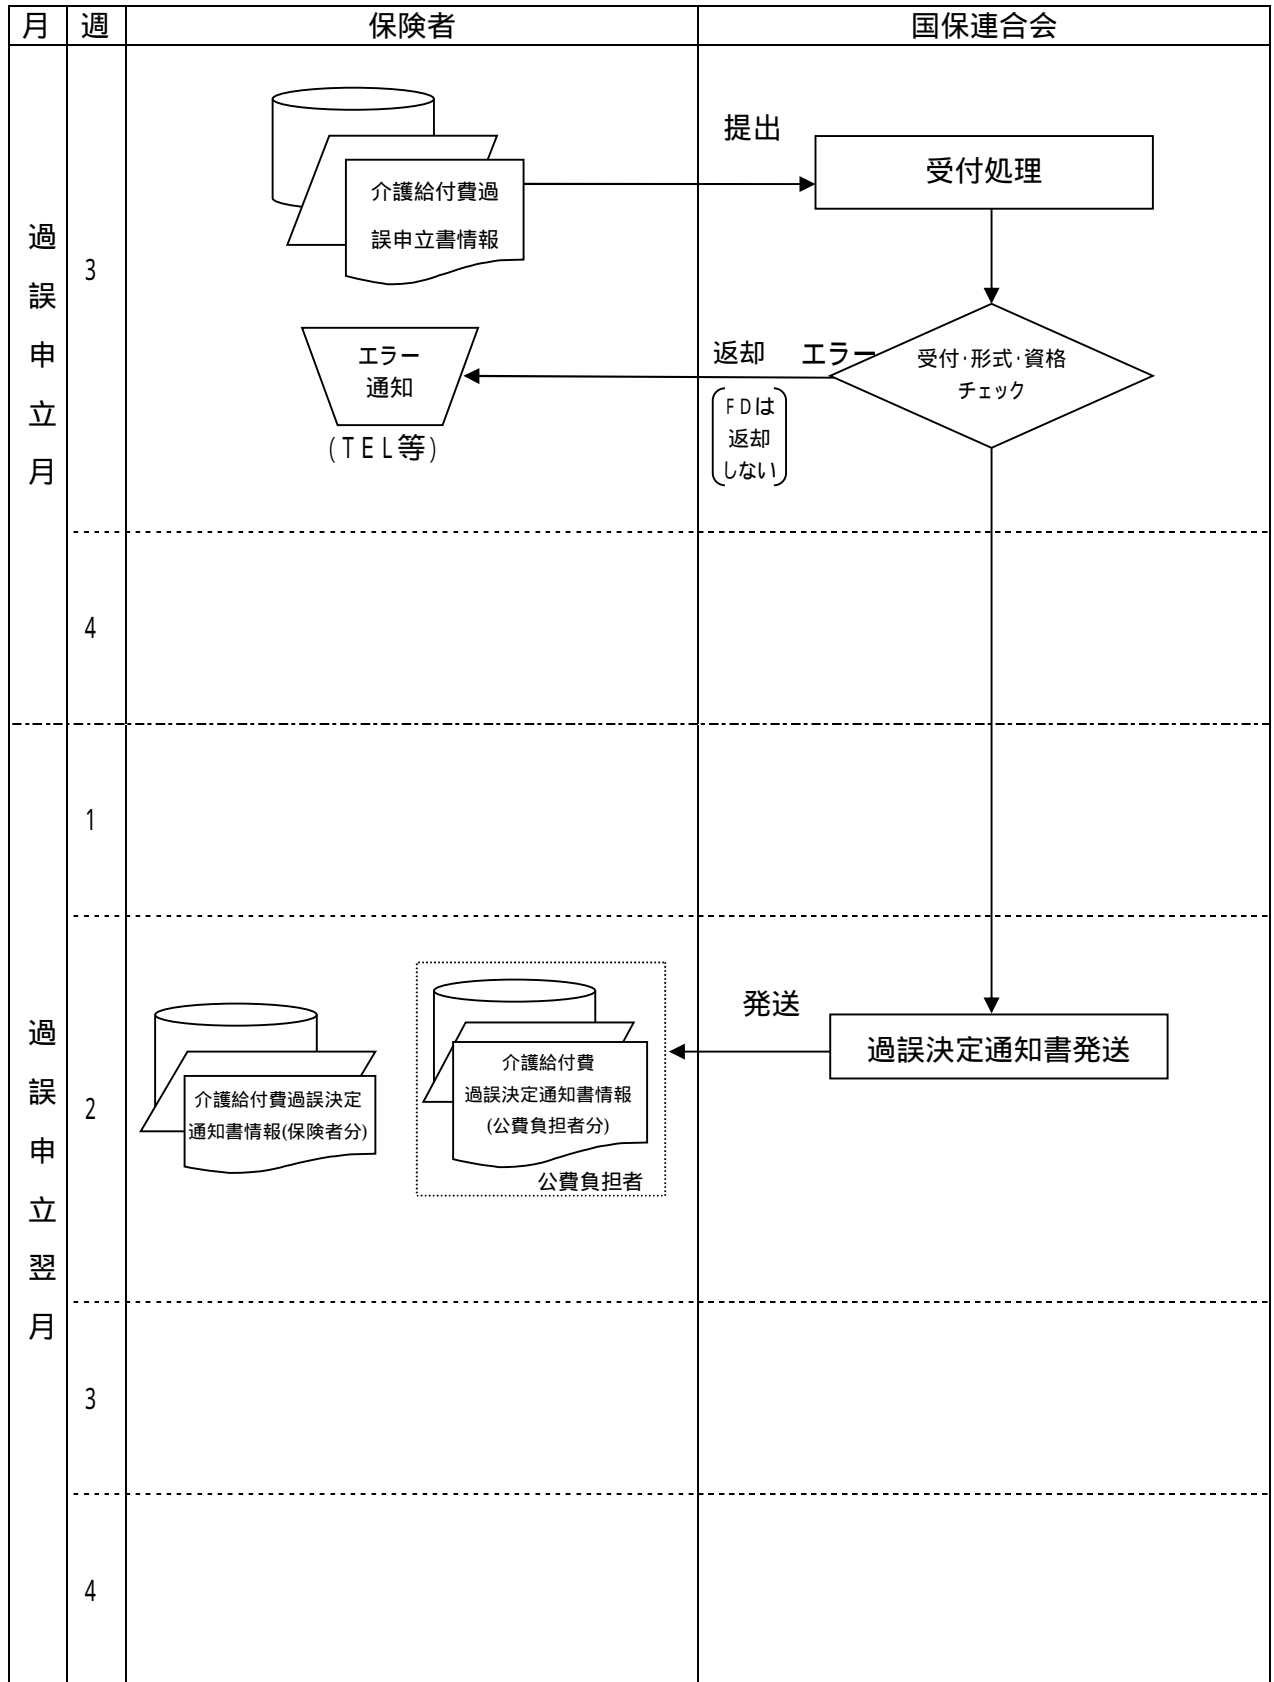 月 週 保険者 国保連合会
過誤申立月
3
介護給付費過
誤申立書情報
提出
受付処理
エラー
通知
(TEL等)
返却 エラー
FDは
返却
しない
受付・形式・資格
チェック
4
過誤申立翌月
1
2
介護給付費過誤決定
通知書情報(保険者分)
介護給付費
過誤決定通知書情報
(公費負担者分)
公費負担者
発送
過誤決定通知書発送
3
4